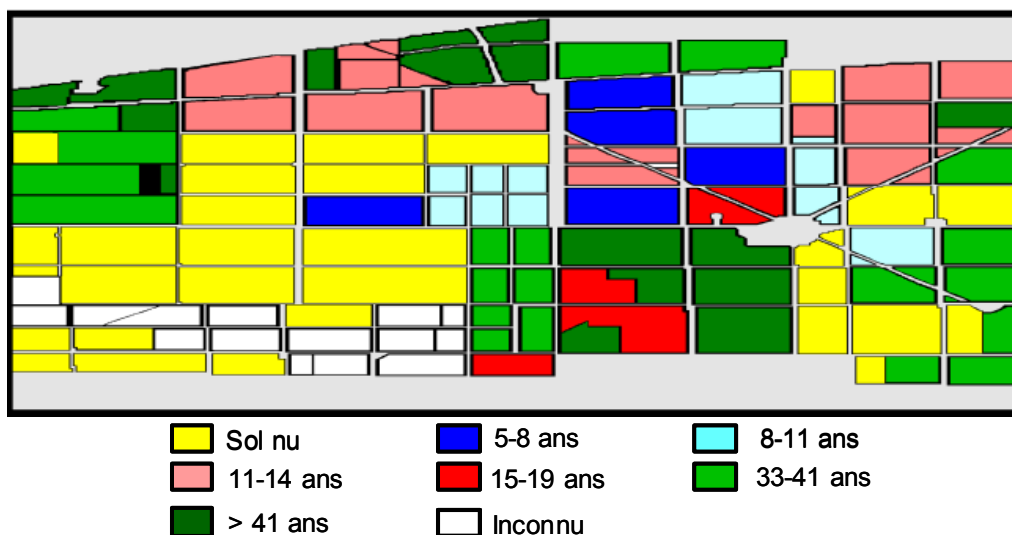 Sol nu 5-8 ans 8-11 ans
11-14 ans 15-19 ans 33-41 ans
> 41 ans Inconnu